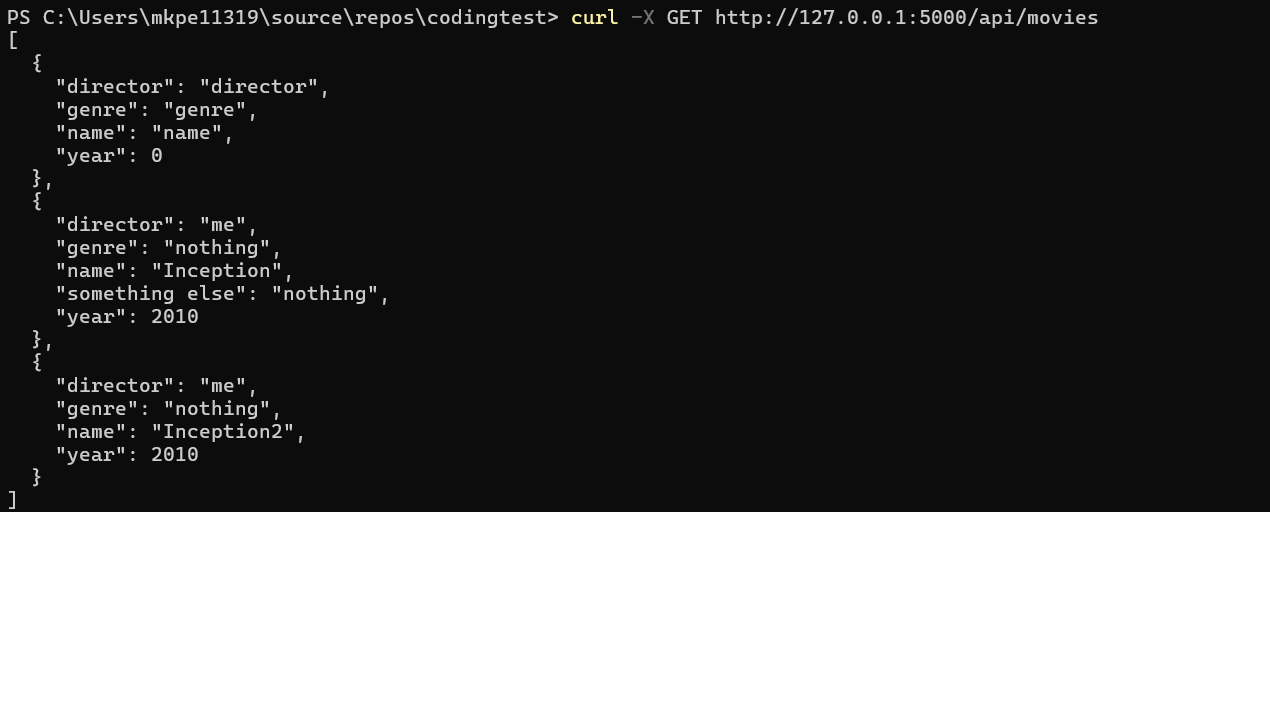 PS C:\Users\mkpe11319\source\repos\codingtest> curl -X GET http://127.0.0.1:5000/api/movies
[
  {
    "director": "director",
    "genre": "genre",
    "name": "name",
    "year": 0
  },
  {
    "director": "me",
    "genre": "nothing",
    "name": "Inception",
    "something else": "nothing",
    "year": 2010
  },
  {
    "director": "me",
    "genre": "nothing",
    "name": "Inception2",
    "year": 2010
  }
]